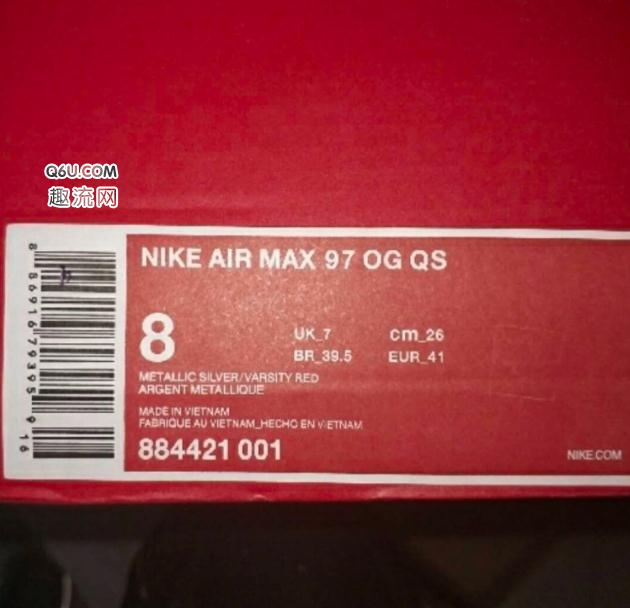 Q6U.COM
趣流网
NIKE AIR MAX 97 OG QS
8
UK_7 cm_26
BR_39.5 EUR_41
METALLIC SILVER/VARSITY RED
ARGENT METALLIQUE
MADE IN VIETNAM
FABRIQUE AU VIETNAM_HECHO EN VIETNAM
884421 001
NIKE.COM